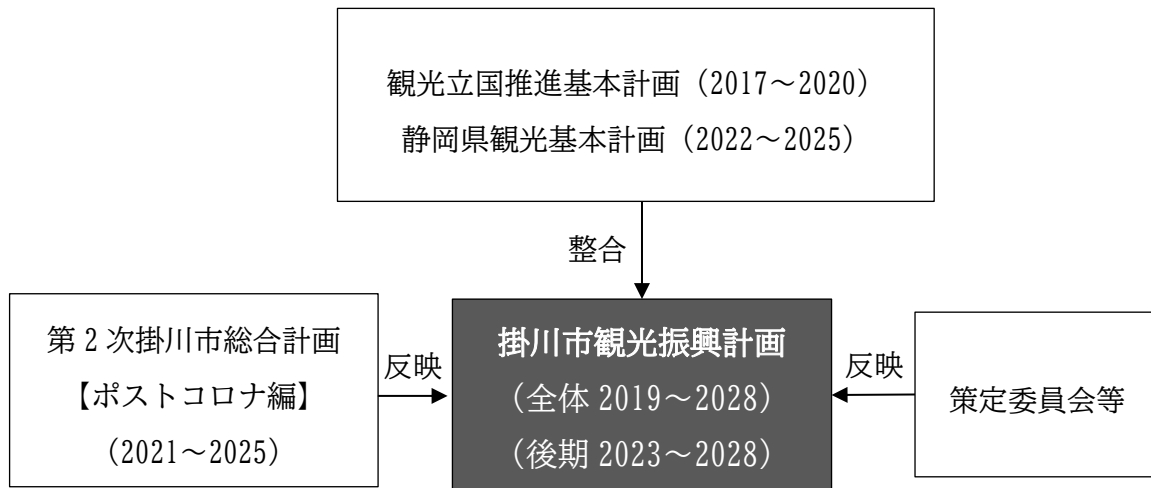 観光立国推進基本計画（2017～2020）
静岡県観光基本計画（2022～2025）
整合
第2次掛川市総合計画
【ポストコロナ編】
（2021～2025）
反映
掛川市観光振興計画
（全体 2019～2028）
（後期 2023～2028）
反映
策定委員会等